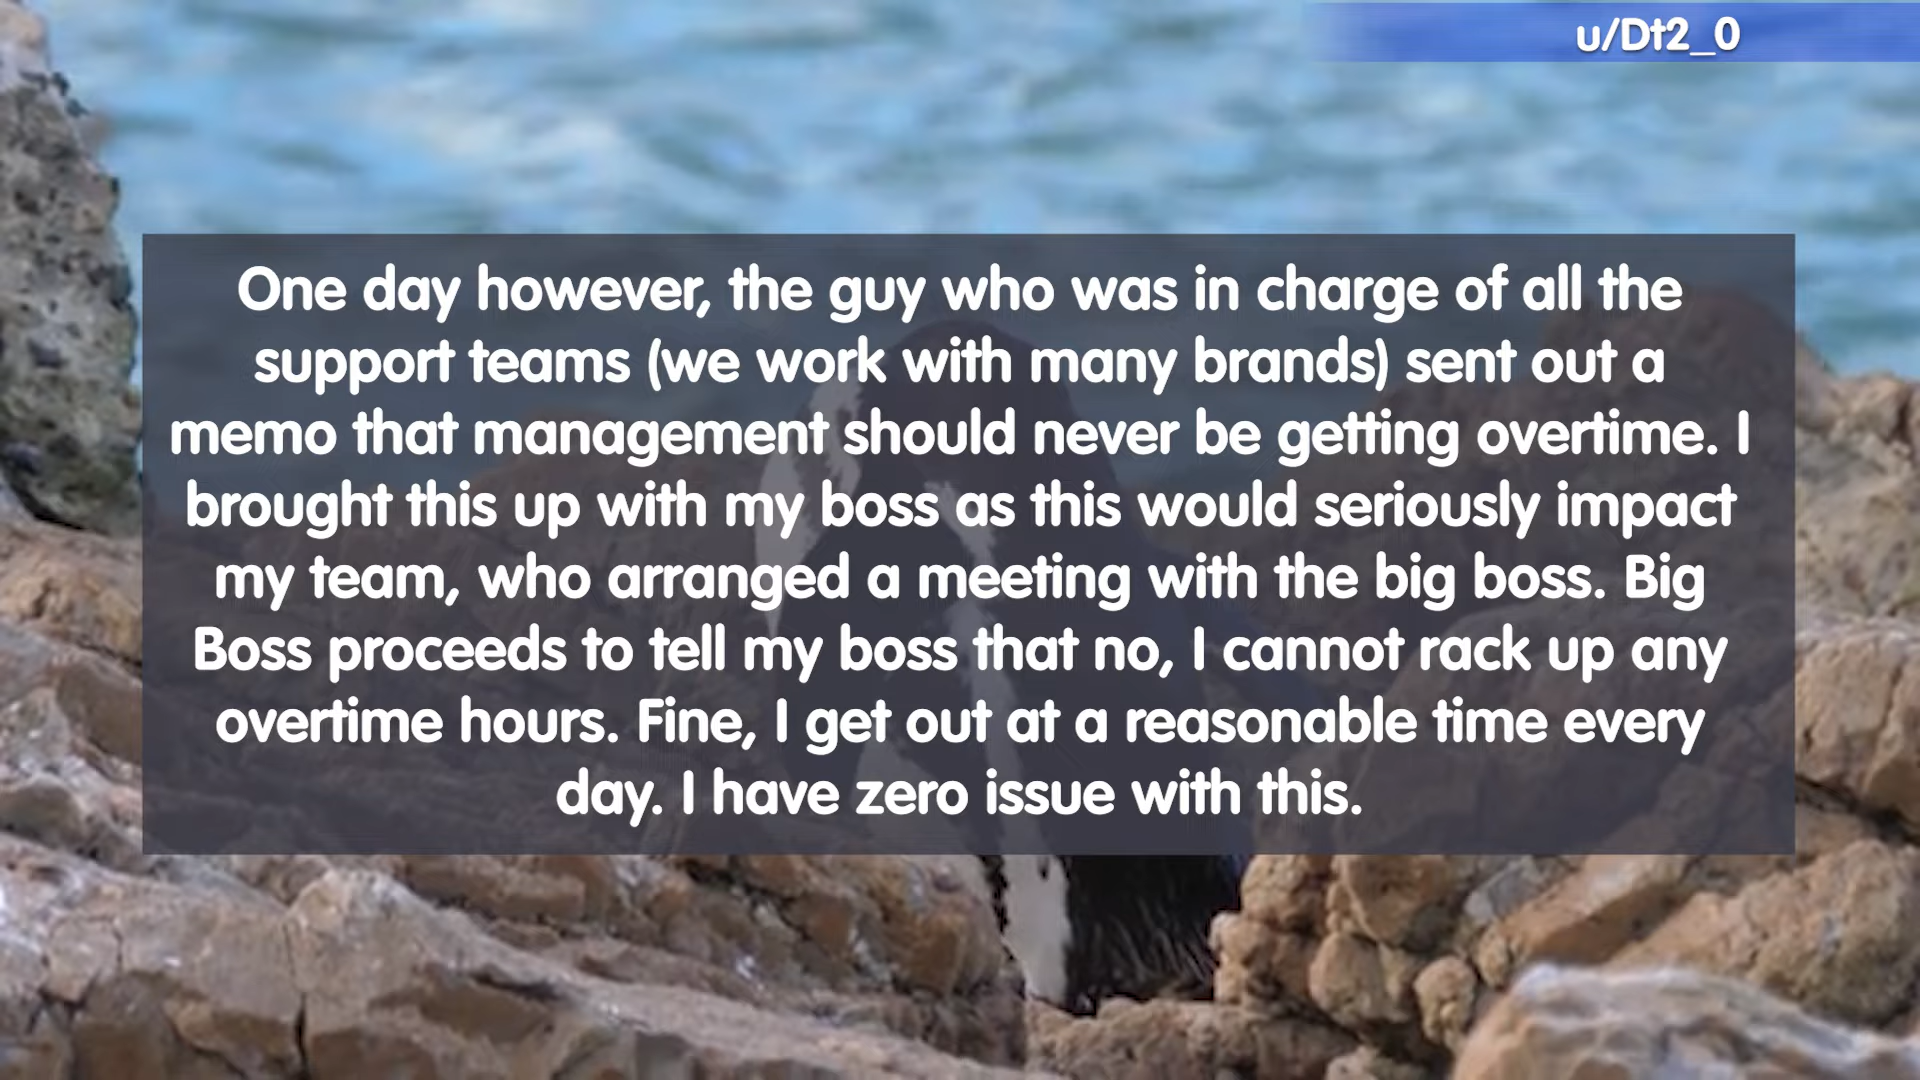 u/Dt2_0
One day however, the guy who was in charge of all the
support teams (we work with many brands) sent out a
memo that management should never be getting overtime. I
brought this up with my boss as this would seriously impact
my team, who arranged a meeting with the big boss. Big
Boss proceeds to tell my boss that no, I cannot rack up any
overtime hours. Fine, I get out at a reasonable time every
day. I have zero issue with this.